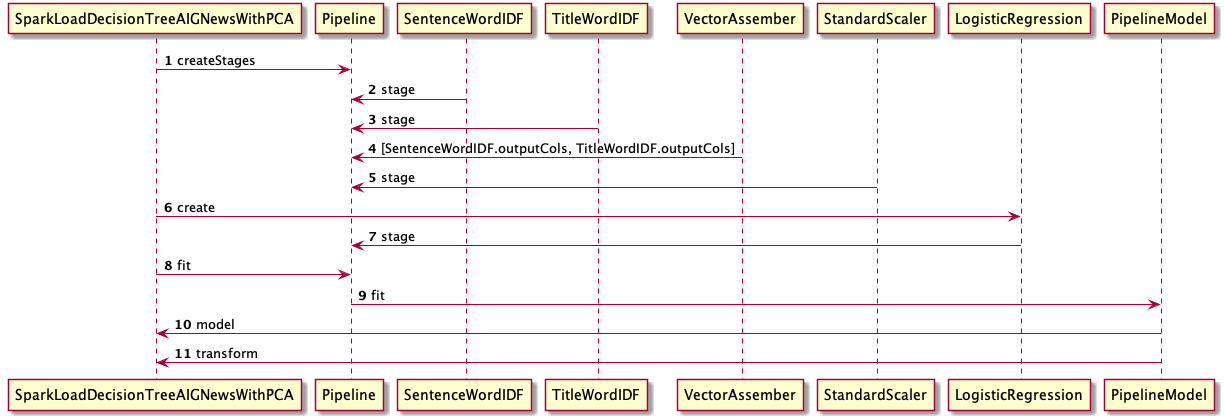 SparkLoadDecisionTreeAIGNewsWithPCA Pipeline SentenceWordIDF TitleWordIDF VectorAssember StandardScaler LogisticRegression PipelineModel
1 createStages
2 stage
3 stage
4 [SentenceWordIDF.outputCols, TitleWordIDF.outputCols]
5 stage
6 create
7 stage
8 fit
9 fit
10 model
11 transform
SparkLoadDecisionTreeAIGNewsWithPCA Pipeline SentenceWordIDF TitleWordIDF VectorAssember StandardScaler LogisticRegression PipelineModel